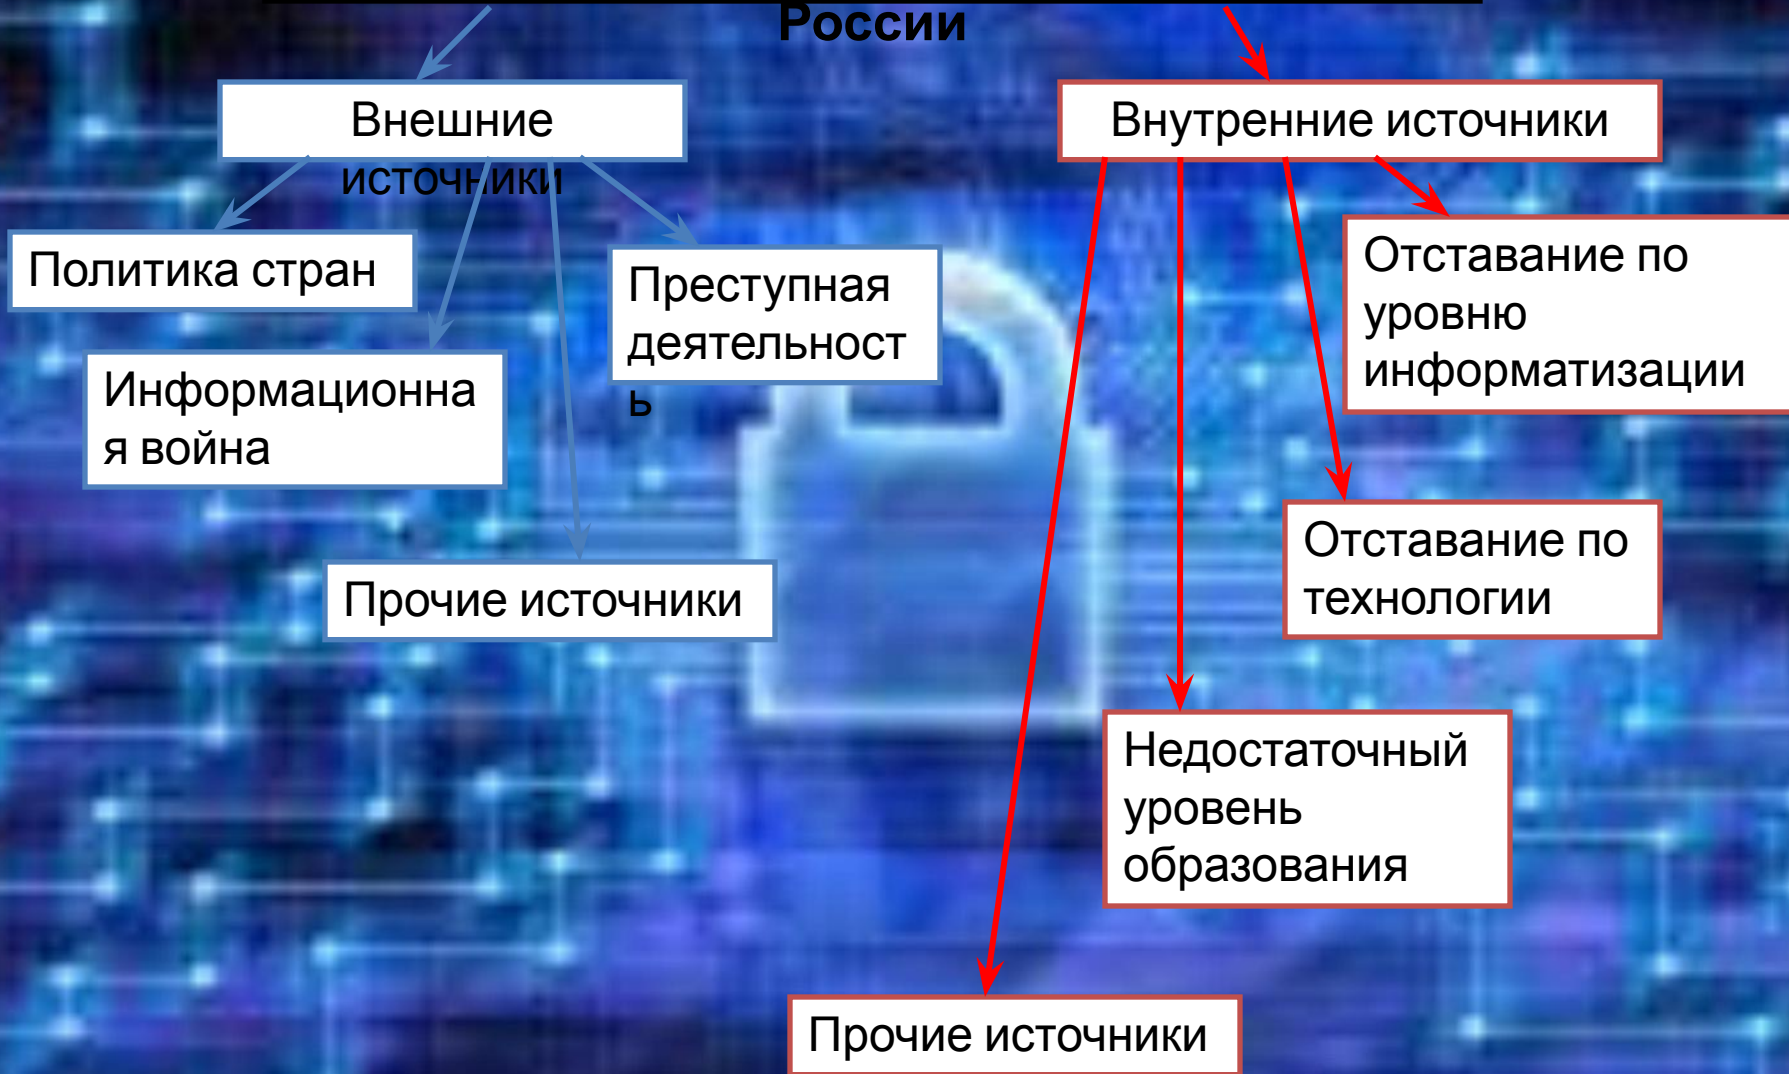 России
Внешние
источники
Внутренние источники
Политика стран
Преступная
деятельност
ь
Отставание по
уровню
информатизации
Информационна
я война
Отставание по
технологии
Прочие источники
Недостаточный
уровень
образования
Прочие источники